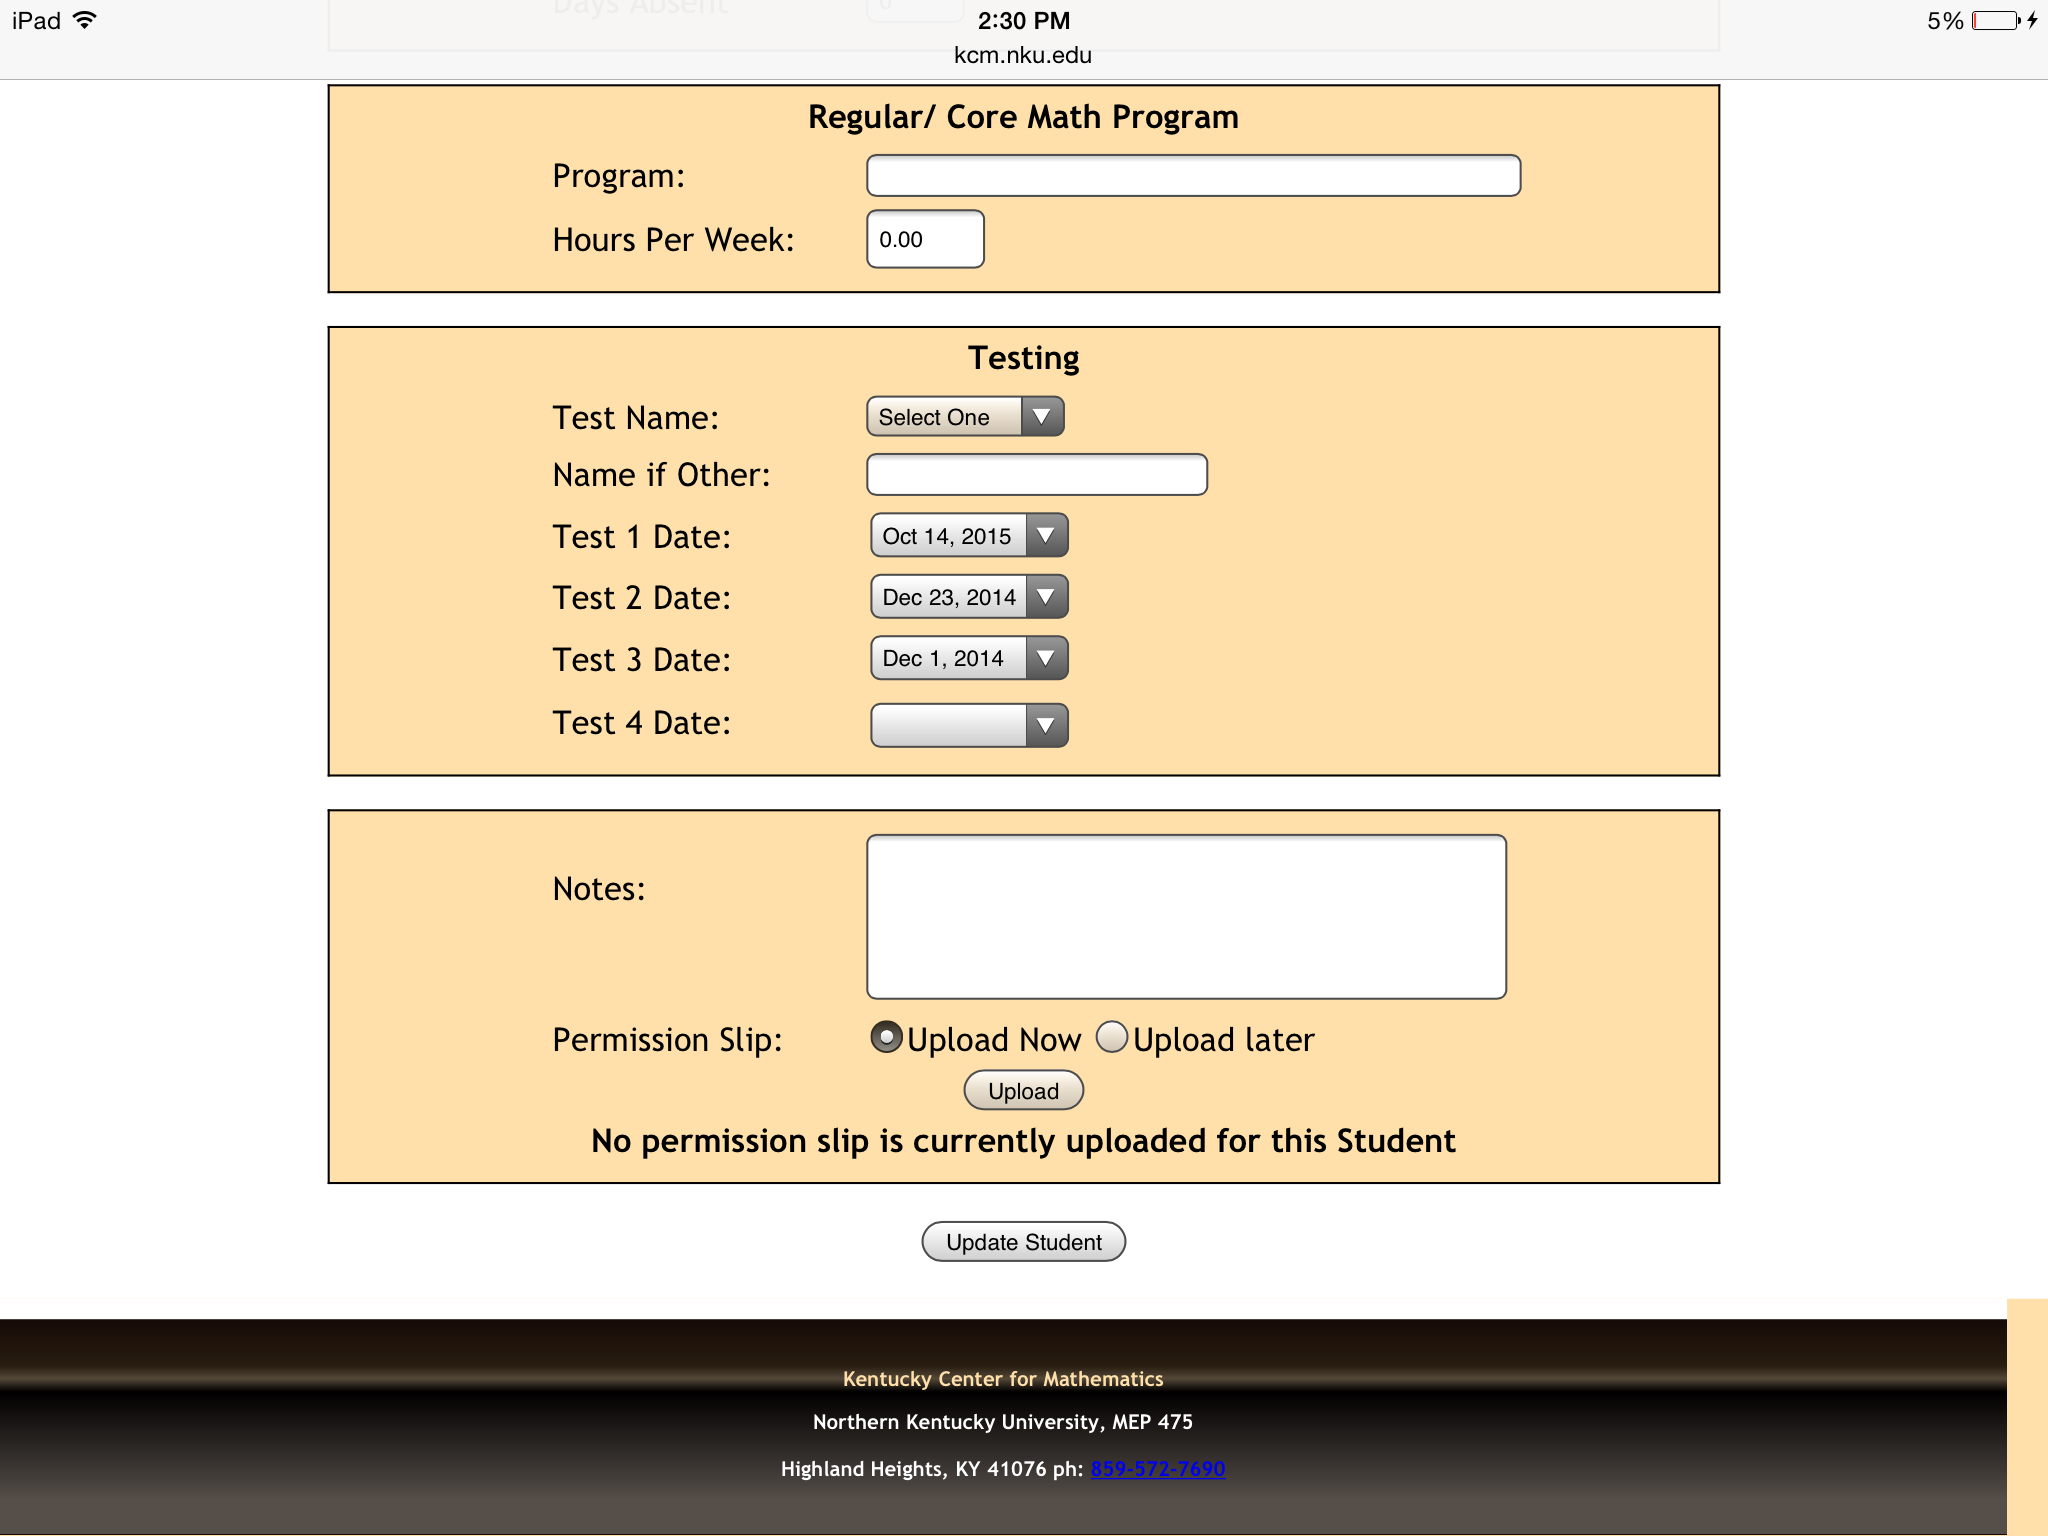 iPad 2:30 PM 5%
kcm.nku.edu
Days Absent 0
Regular/ Core Math Program
Program:
Hours Per Week: 0.00
Testing
Test Name: Select One
Name if Other:
Test 1 Date: Oct 14, 2015
Test 2 Date: Dec 23, 2014
Test 3 Date: Dec 1, 2014
Test 4 Date:
Notes:
Permission Slip: Upload Now Upload later
Upload
No permission slip is currently uploaded for this Student
Update Student
Kentucky Center for Mathematics
Northern Kentucky University, MEP 475
Highland Heights, KY 41076 ph: 859-572-7690